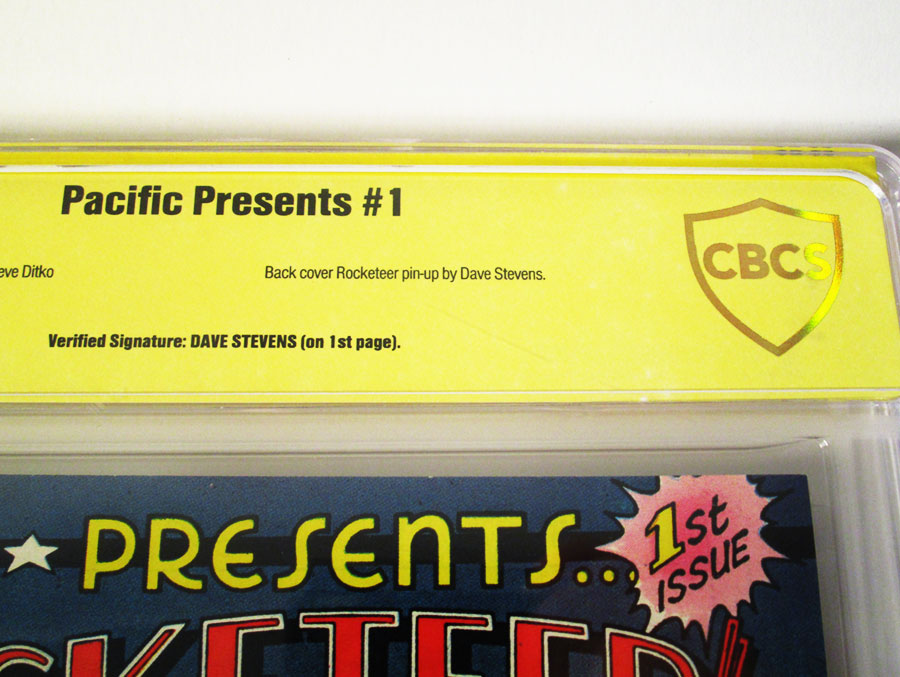 Pacific Presents #1
eve Ditko
Back cover Rocketeer pin-up by Dave Stevens.
CBCS
Verified Signature: DAVE STEVENS (on 1st page).
PRESENTS...
1st
ISSUE
CKETEER!